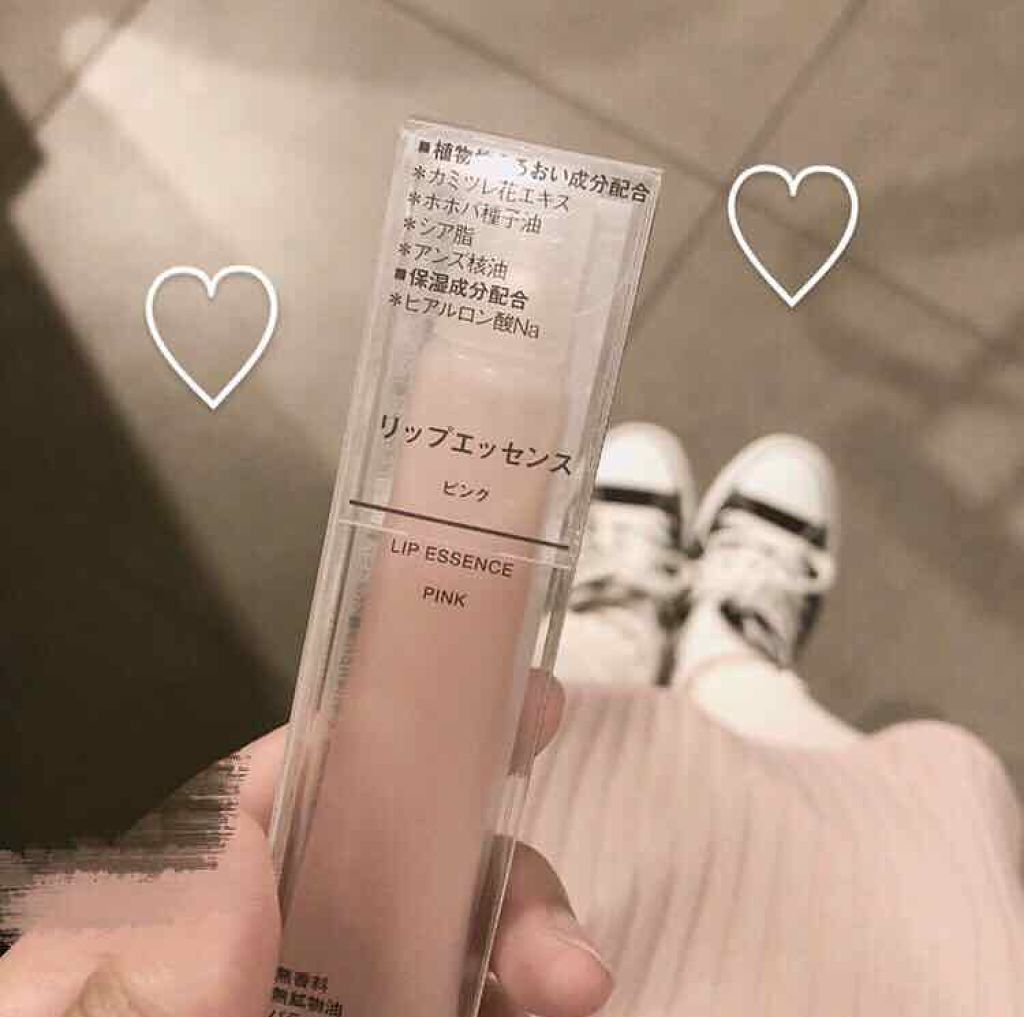 ■植物性うるおい成分配合
＊カミツレ花エキス
＊ホホバ種子油
＊シア脂
＊アンズ核油
■保湿成分配合
＊ヒアルロン酸Na
リップエッセンス
ピンク
LIP ESSENCE
PINK
無香料
無鉱物油